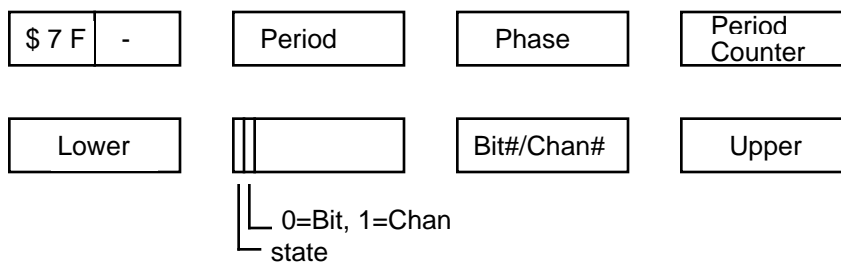 $ 7 F - Period Phase Period
Counter
Lower Bit#/Chan# Upper
0=Bit, 1=Chan
state